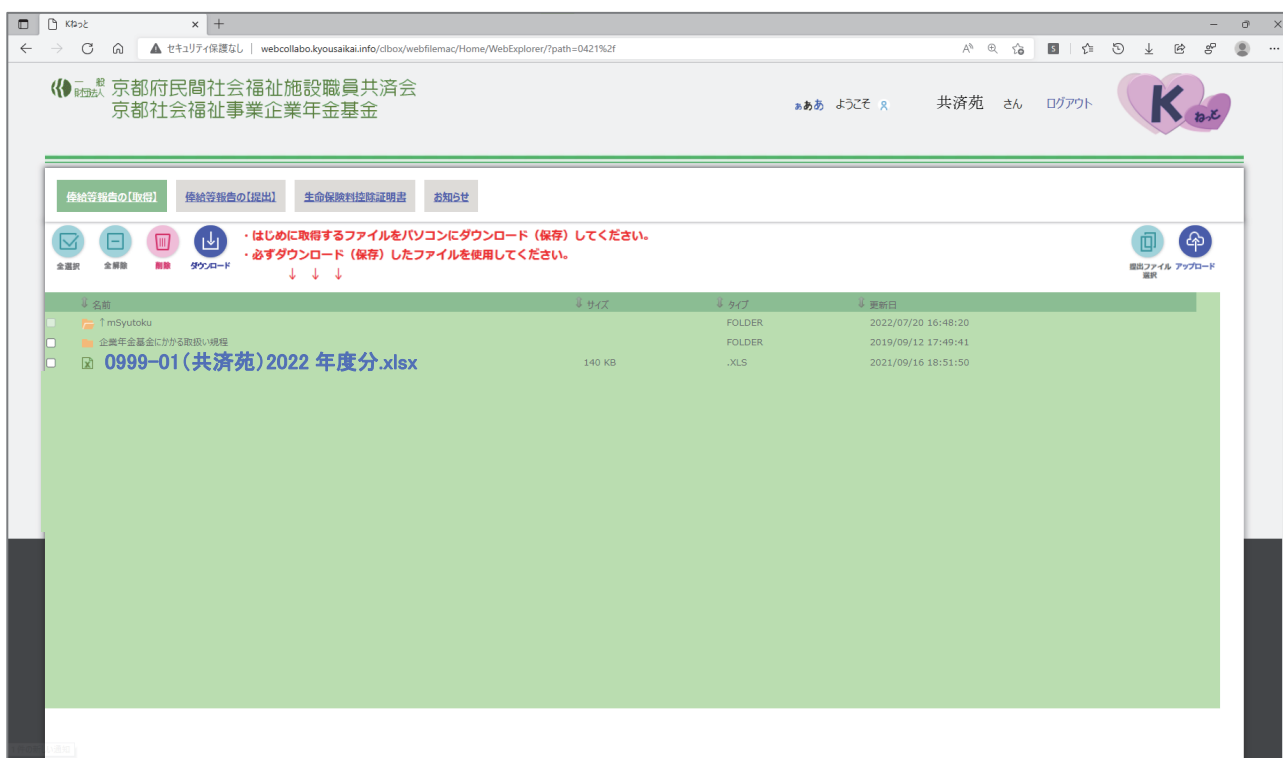 Kねっと
セキュリティ保護なし | webcollabo.kyousaikai.info/clbox/webfilemac/Home/WebExplorer/?path=0421%2f
一般財団法人 京都府民間社会福祉施設職員共済会
京都社会福祉事業企業年金基金
ぁああ ようこそ 共済苑 さん ログアウト
K ねっと
俸給等報告の【取得】 俸給等報告の【提出】 生命保険料控除証明書 お知らせ
・はじめに取得するファイルをパソコンにダウンロード（保存）してください。
・必ずダウンロード（保存）したファイルを使用してください。
↓ ↓ ↓
全選択 全解除 削除 ダウンロード 提出ファイル選択 アップロード
名前 サイズ タイプ 更新日
↑mSyutoku FOLDER 2022/07/20 16:48:20
企業年金基金にかかる取扱い規程 FOLDER 2019/09/12 17:49:41
0999-01(共済苑)2022 年度分.xlsx 140 KB .XLS 2021/09/16 18:51:50